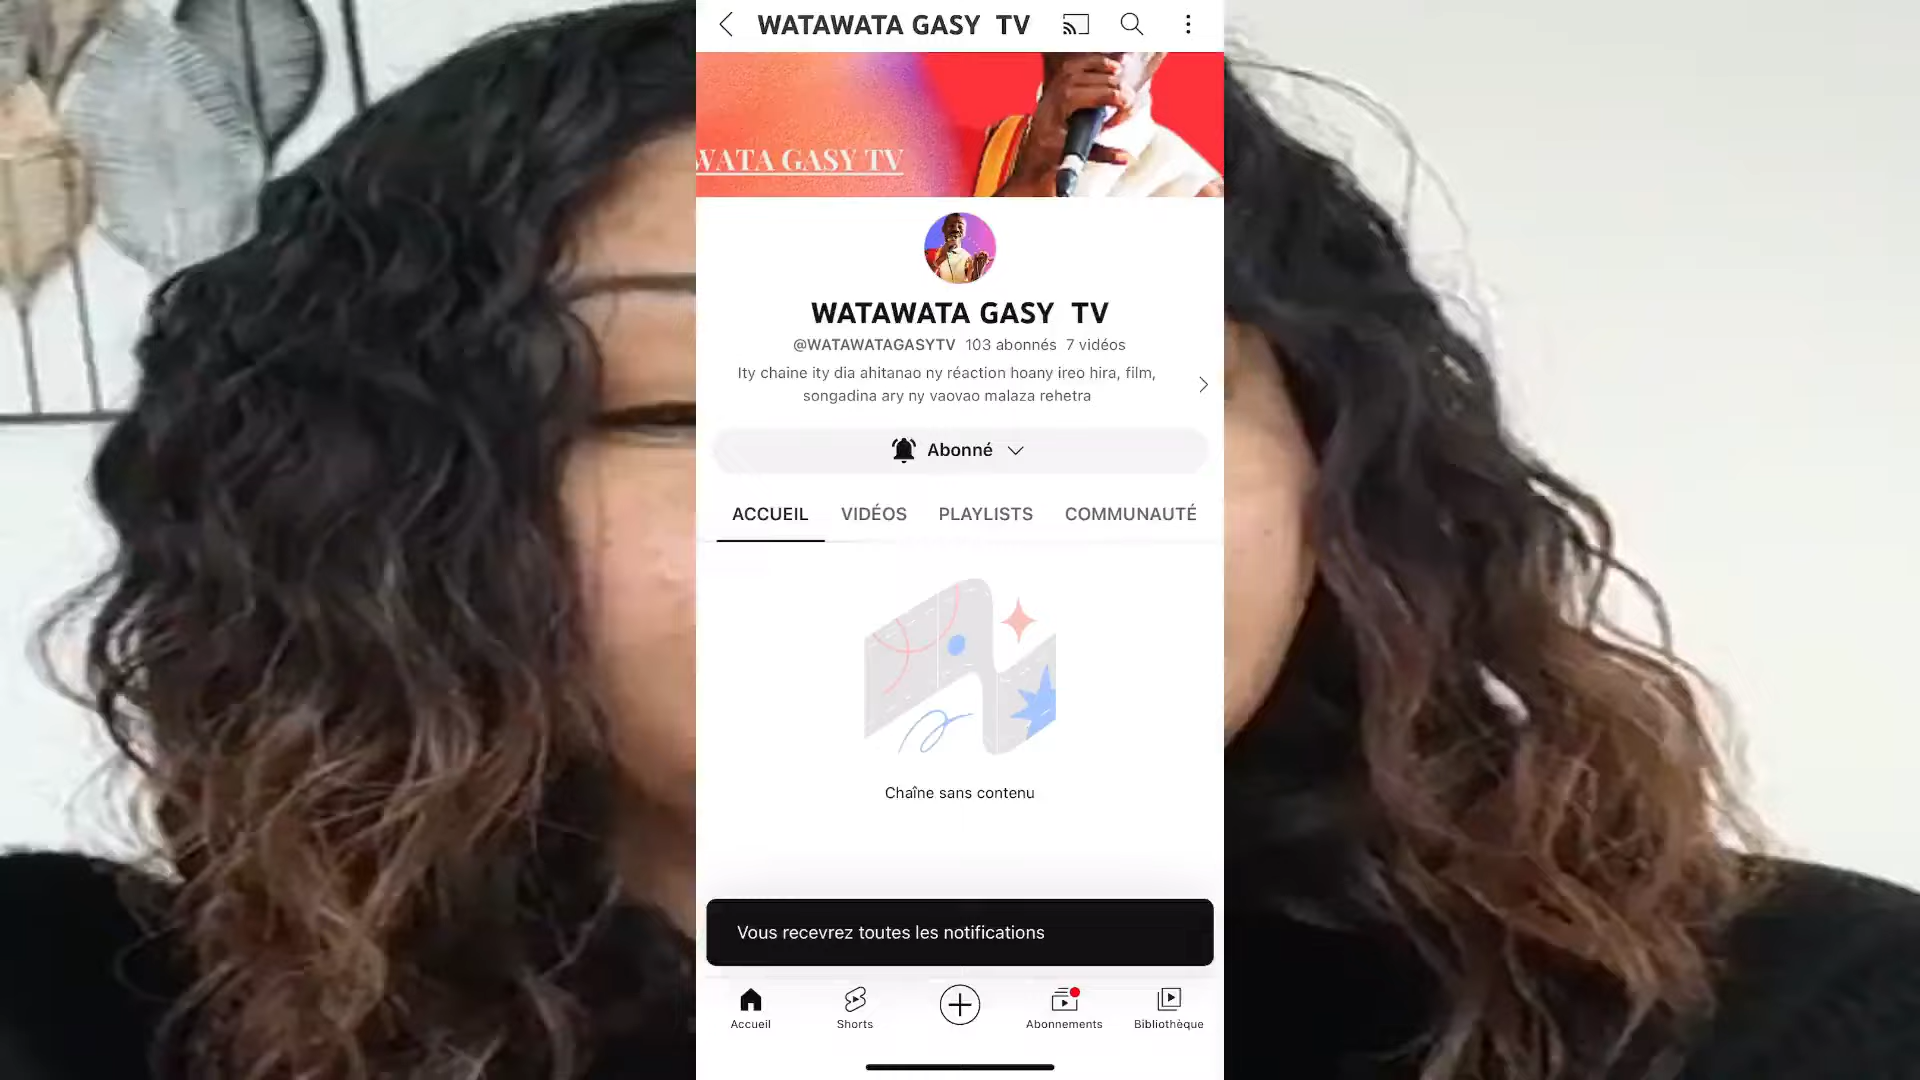 WATAWATA GASY TV
WATA GASY TV
WATAWATA GASY TV
@WATAWATAGASYTV 103 abonnés 7 vidéos
Ity chaine ity dia ahitanao ny réaction hoany ireo hira, film,
songadina ary ny vaovao malaza rehetra
Abonné
ACCUEIL VIDÉOS PLAYLISTS COMMUNAUTÉ
Chaîne sans contenu
Vous recevrez toutes les notifications
Accueil Shorts Abonnements Bibliothèque